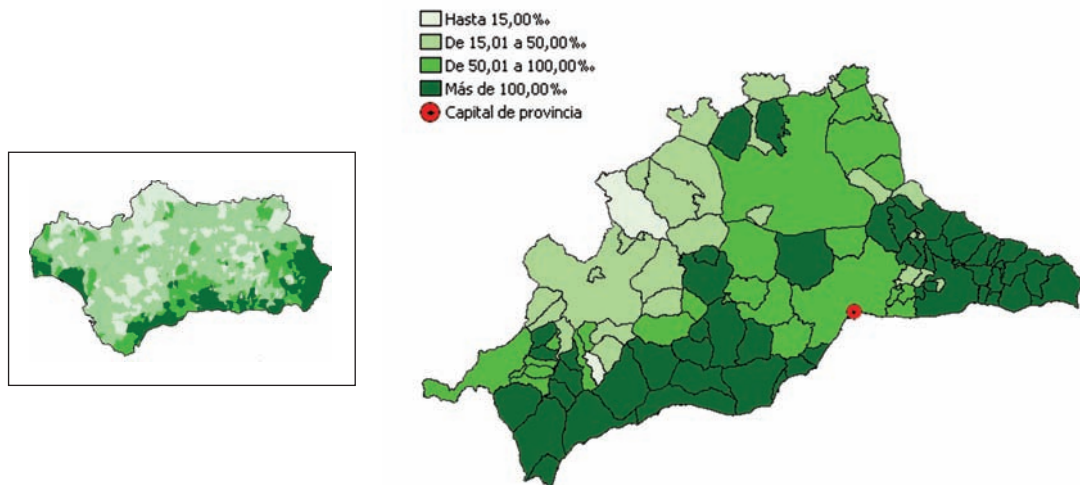 Hasta 15,00‰
De 15,01 a 50,00‰
De 50,01 a 100,00‰
Más de 100,00‰
Capital de provincia